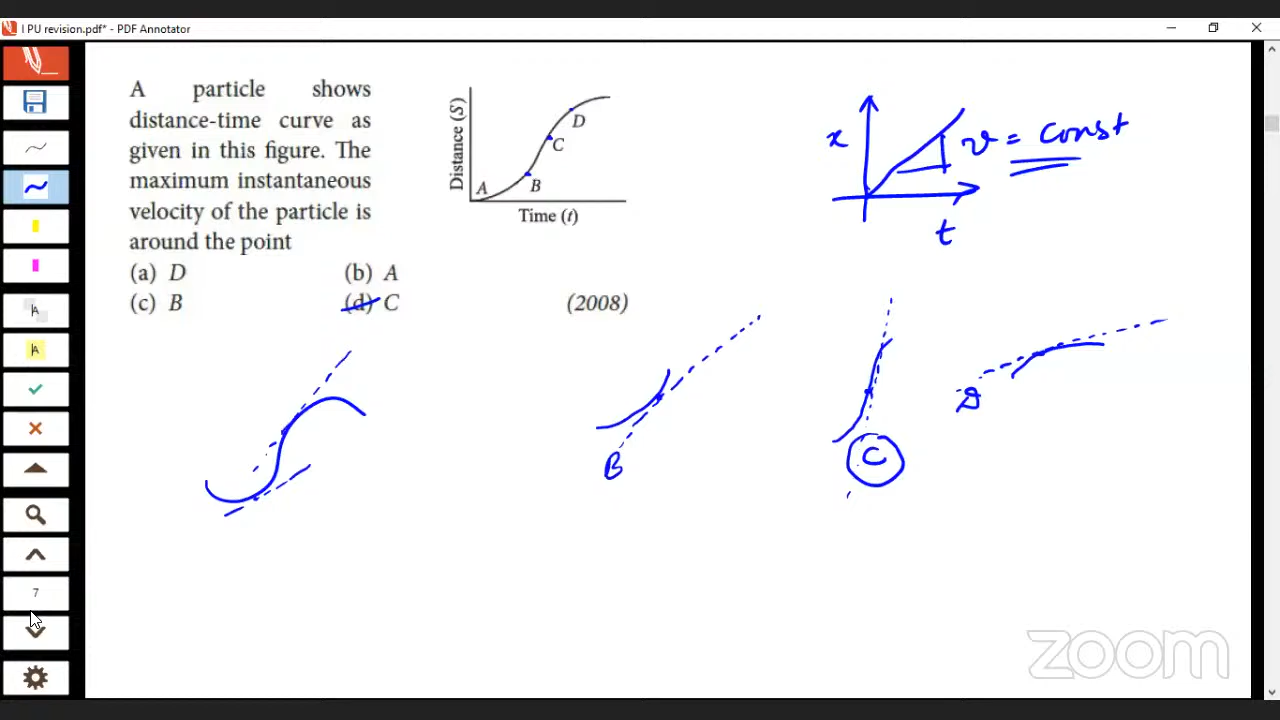 I PU revision.pdf* - PDF Annotator
A particle shows
distance-time curve as
given in this figure. The
maximum instantaneous
velocity of the particle is
around the point
(a) D (b) A
(c) B (d) C (2008)
Distance (S)
A
B
C
D
Time (t)
x
v = const
t
B
C
D
A
A
7
zoom